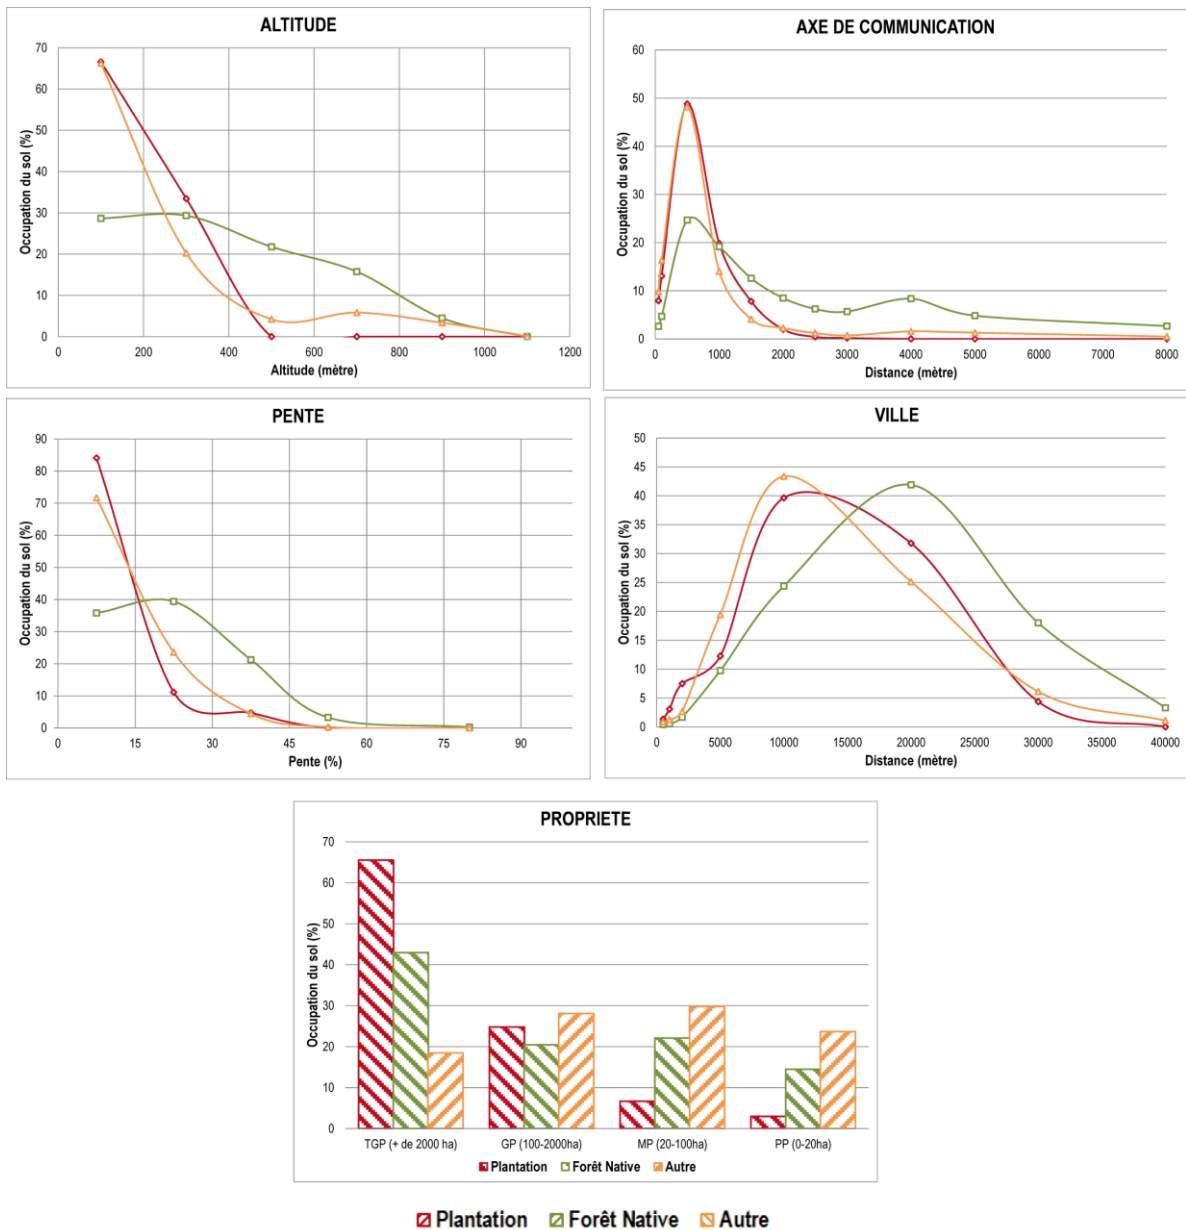 ALTITUDE
70
60
50
40
30
20
10
0
Occupation du sol (%)
0 200 400 600 800 1000 1200
Altitude (mètre)
AXE DE COMMUNICATION
60
50
40
30
20
10
0
Occupation du sol (%)
0 1000 2000 3000 4000 5000 6000 7000 8000
Distance (mètre)
PENTE
90
80
70
60
50
40
30
20
10
0
Occupation du sol (%)
0 15 30 45 60 75 90
Pente (%)
VILLE
50
45
40
35
30
25
20
15
10
5
0
Occupation du sol (%)
0 5000 10000 15000 20000 25000 30000 35000 40000
Distance (mètre)
PROPRIETE
70
60
50
40
30
20
10
0
Occupation du sol (%)
TGP (+ de 2000 ha) GP (100-2000ha) MP (20-100ha) PP (0-20ha)
Plantation Forêt Native Autre
Plantation Forêt Native Autre